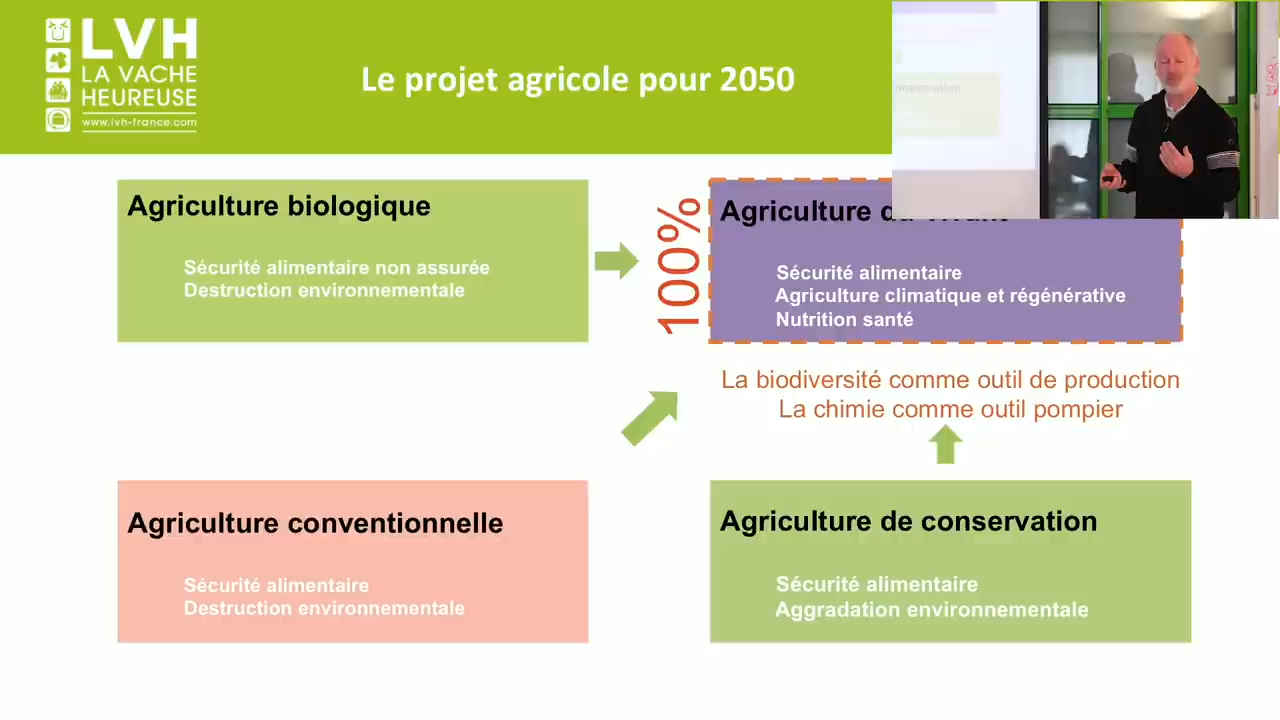 LVH
LA VACHE
HEUREUSE
www.lvh-france.com
Le projet agricole pour 2050
Agriculture biologique
Sécurité alimentaire non assurée
Destruction environnementale
100%
Agriculture
Sécurité alimentaire
Agriculture climatique et régénérative
Nutrition santé
La biodiversité comme outil de production
La chimie comme outil pompier
Agriculture conventionnelle
Sécurité alimentaire
Destruction environnementale
Agriculture de conservation
Sécurité alimentaire
Aggradation environnementale